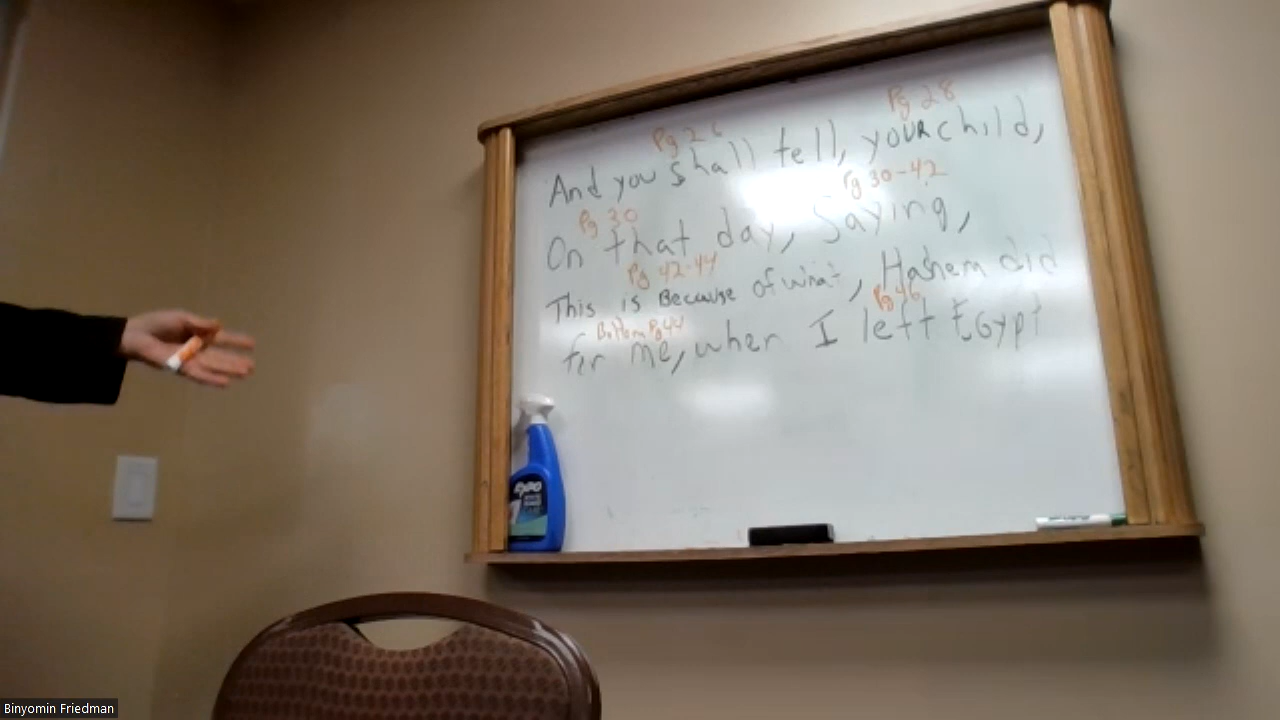 Pg 28
Pg 26
And you shall tell, yoURchild,
Pg 30-42
Pg 30
On that day, Saying,
Pg 42-44
This is Because of what, Hashem did
Pg 46
Bottom Pg 44
for me, when I left EGypt
EXPO
Binyomin Friedman